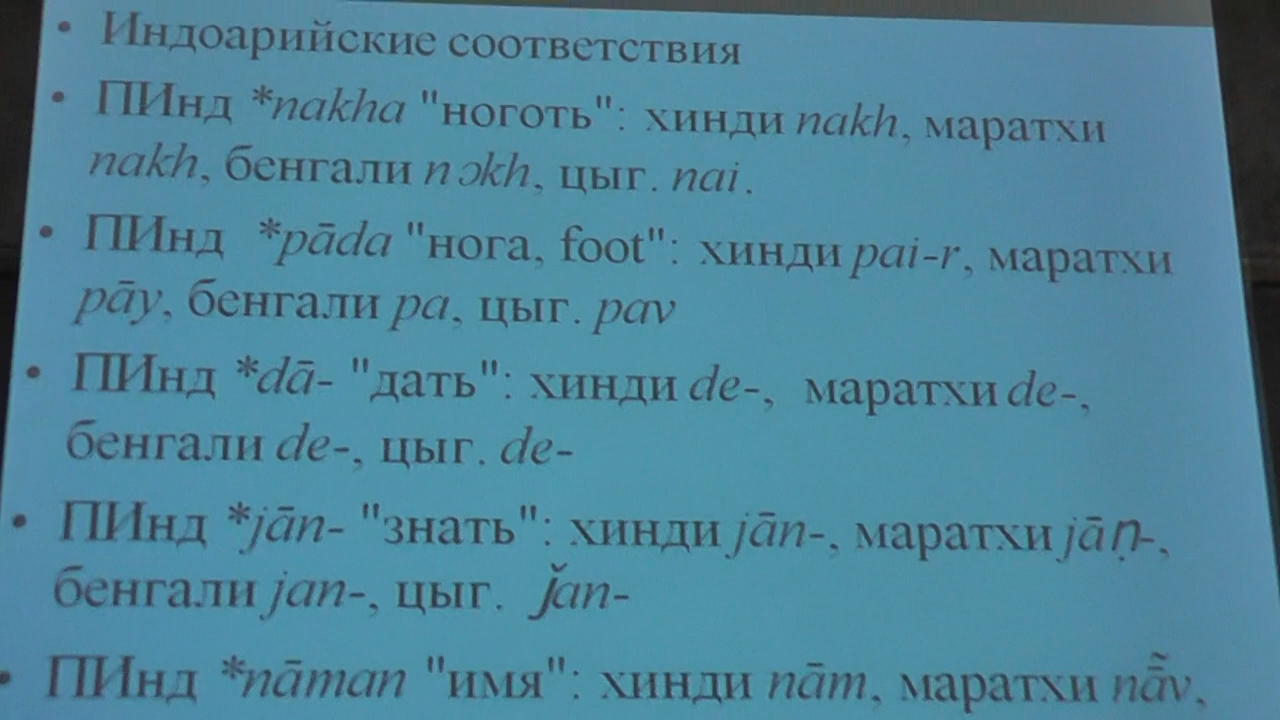 • Индоарийские соответствия
• ПИнд *nakha "ноготь": хинди nakh, маратхи
nakh, бенгали nɔkh, цыг. nai.
• ПИнд *pāda "нога, foot": хинди pai-r, маратхи
pāy, бенгали pa, цыг. pav
• ПИнд *dā- "дать": хинди de-, маратхи de-,
бенгали de-, цыг. de-
• ПИнд *jān- "знать": хинди jān-, маратхи jāṇ-,
бенгали jan-, цыг. ǰan-
• ПИнд *nāman "имя": хинди nām, маратхи nā̃v,